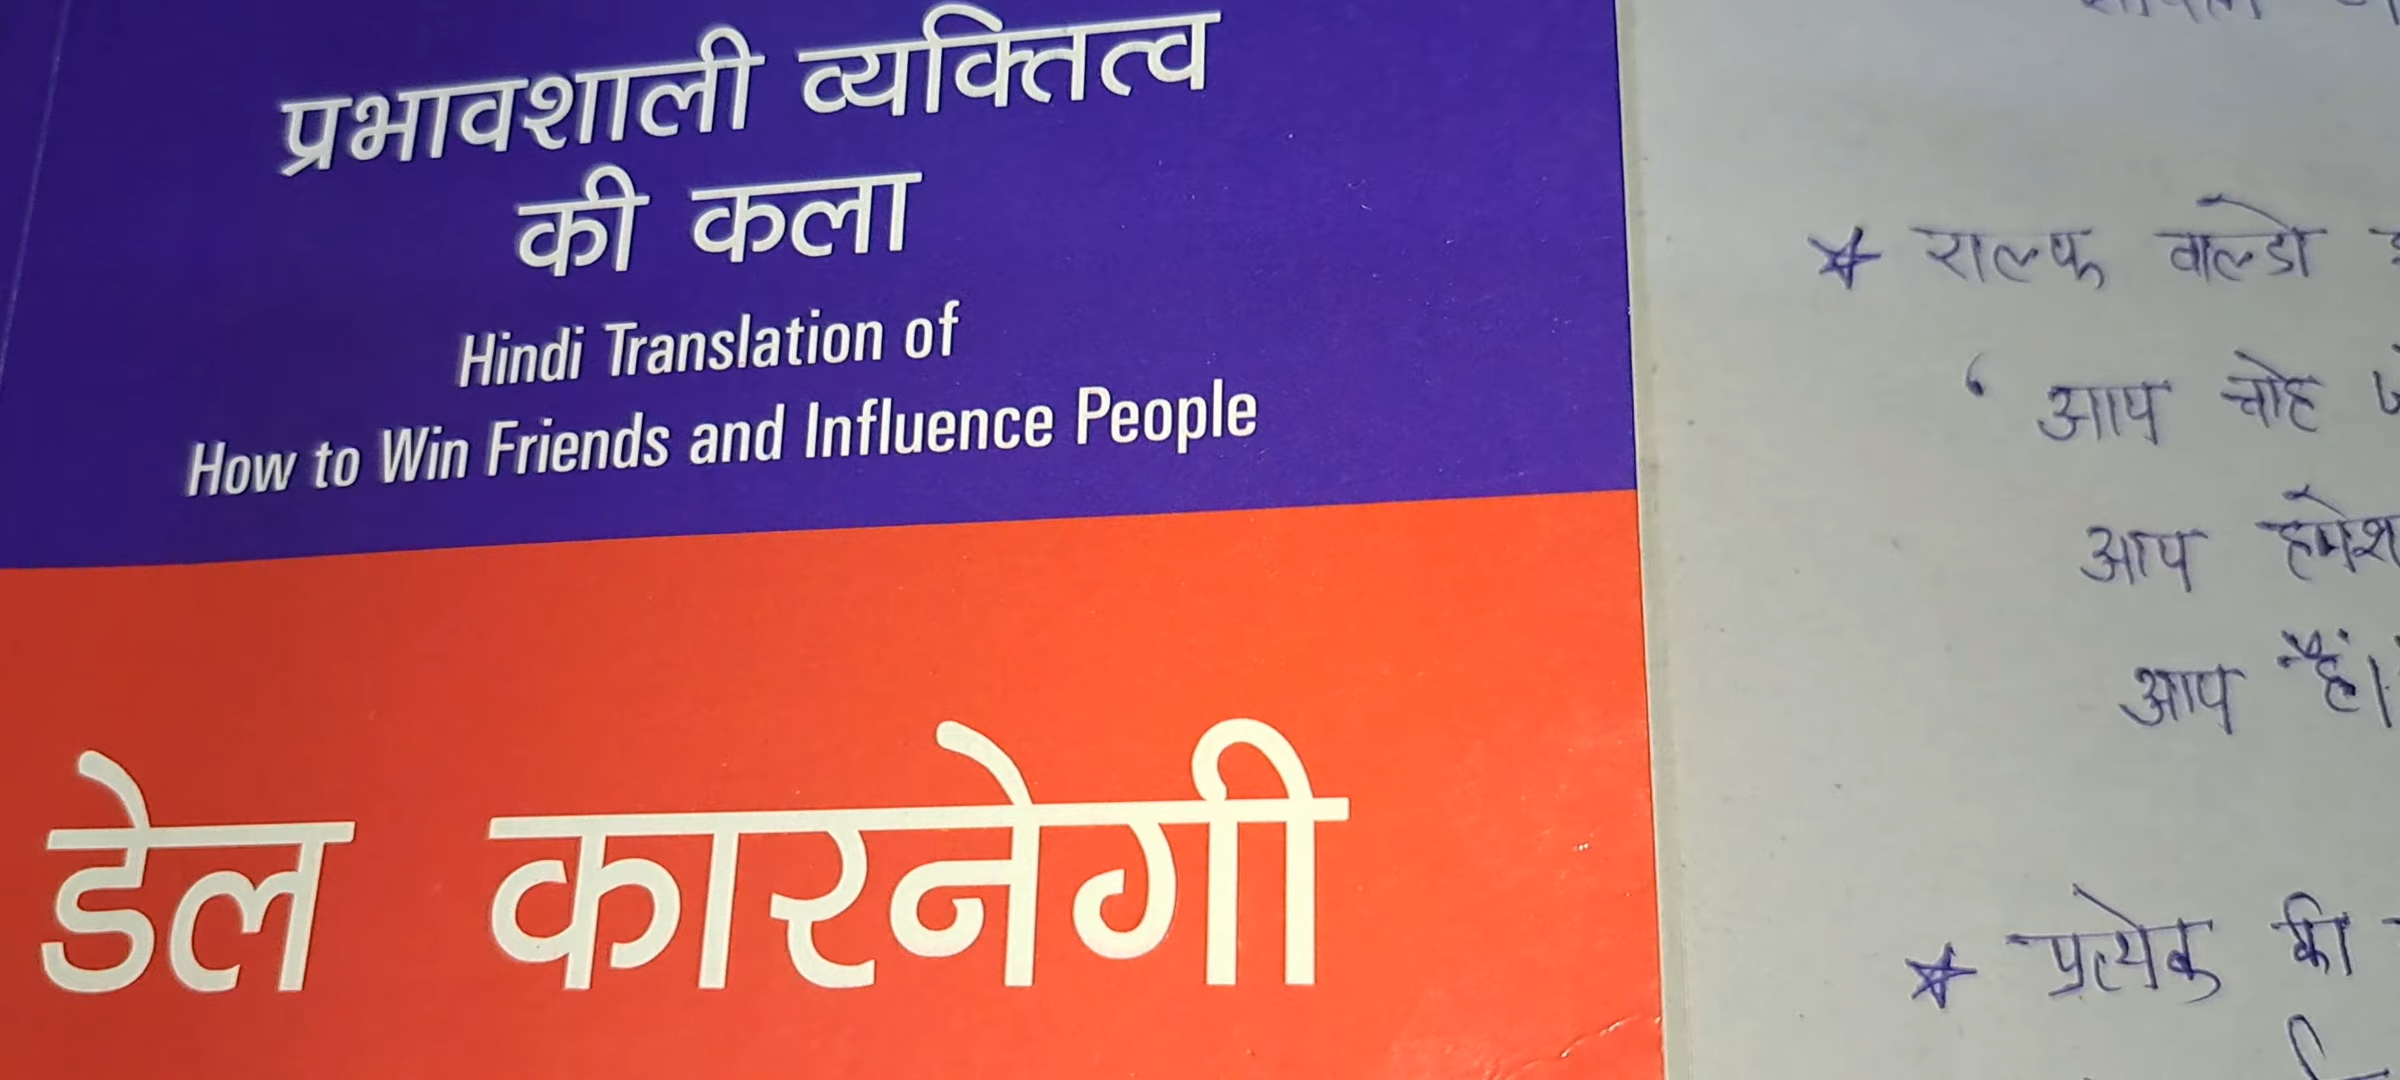 प्रभावशाली व्यक्तित्व
की कला
Hindi Translation of
How to Win Friends and Influence People
डेल कारनेगी
★ राल्फ वाल्डो
‘ आप चाहे
आप हमेशा
आप हैं।
★ प्रत्येक की